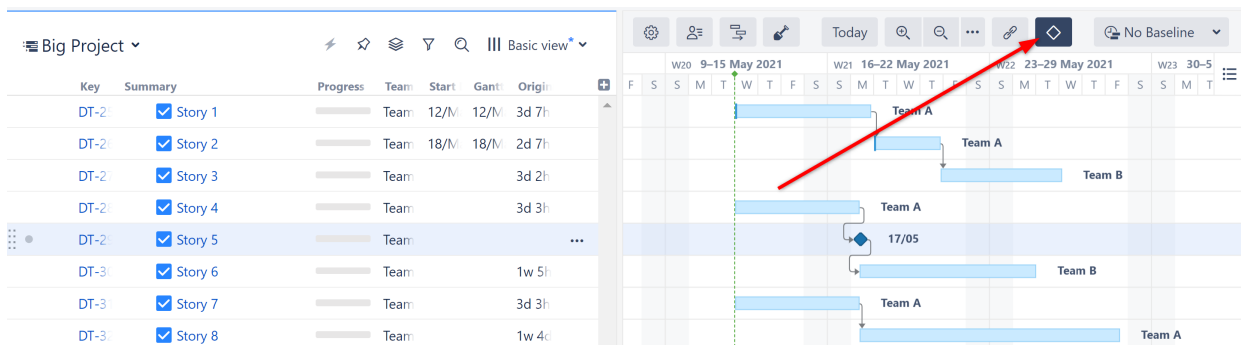 Big Project
Basic view
Today
No Baseline
W20 9–15 May 2021
W21 16–22 May 2021
W22 23–29 May 2021
W23 30–5
F S S M T W T F S S M T W T F S S M T W T F S S M T
Key Summary Progress Team Start Gantt Origin
DT-2 Story 1 Team 12/M 12/M 3d 7h
Team A
DT-2 Story 2 Team 18/M 18/M 2d 7h
Team A
DT-2 Story 3 Team 3d 2h
Team B
DT-2 Story 4 Team 3d 3h
Team A
DT-2 Story 5 Team
17/05
DT-3 Story 6 Team 1w 5h
Team B
DT-3 Story 7 Team 3d 3h
Team A
DT-3 Story 8 Team 1w 4d
Team A